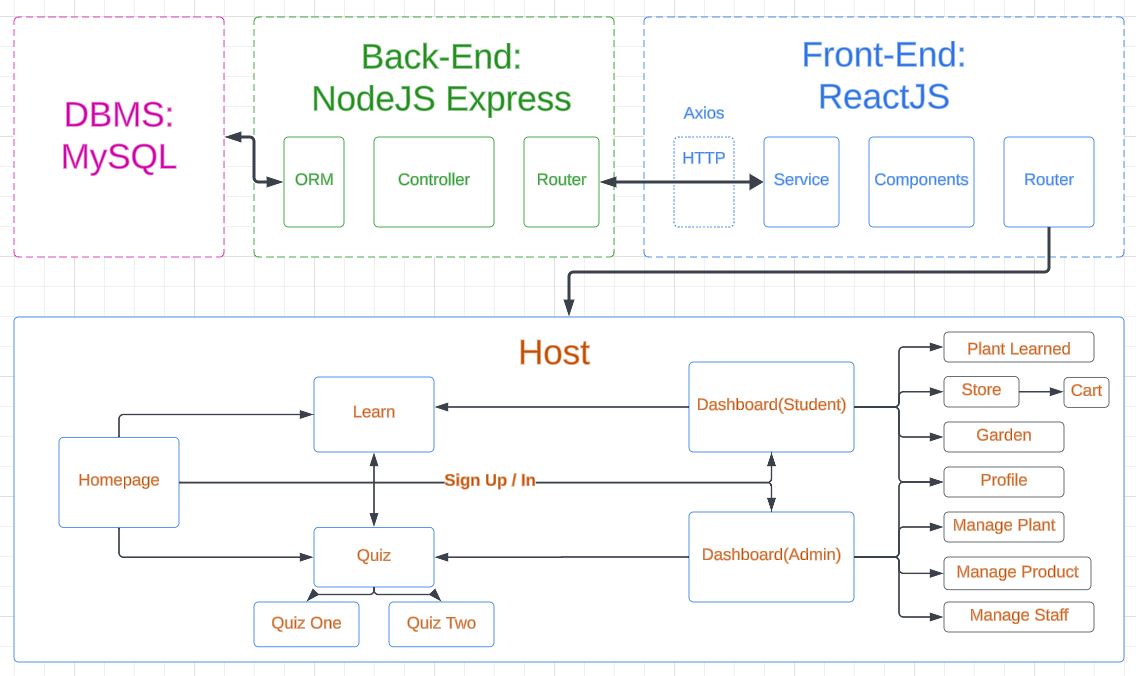 DBMS:
MySQL
Back-End:
NodeJS Express
ORM
Controller
Router
Front-End:
ReactJS
Axios
HTTP
Service
Components
Router
Host
Homepage
Learn
Sign Up / In
Quiz
Quiz One
Quiz Two
Dashboard(Student)
Dashboard(Admin)
Plant Learned
Store
Cart
Garden
Profile
Manage Plant
Manage Product
Manage Staff